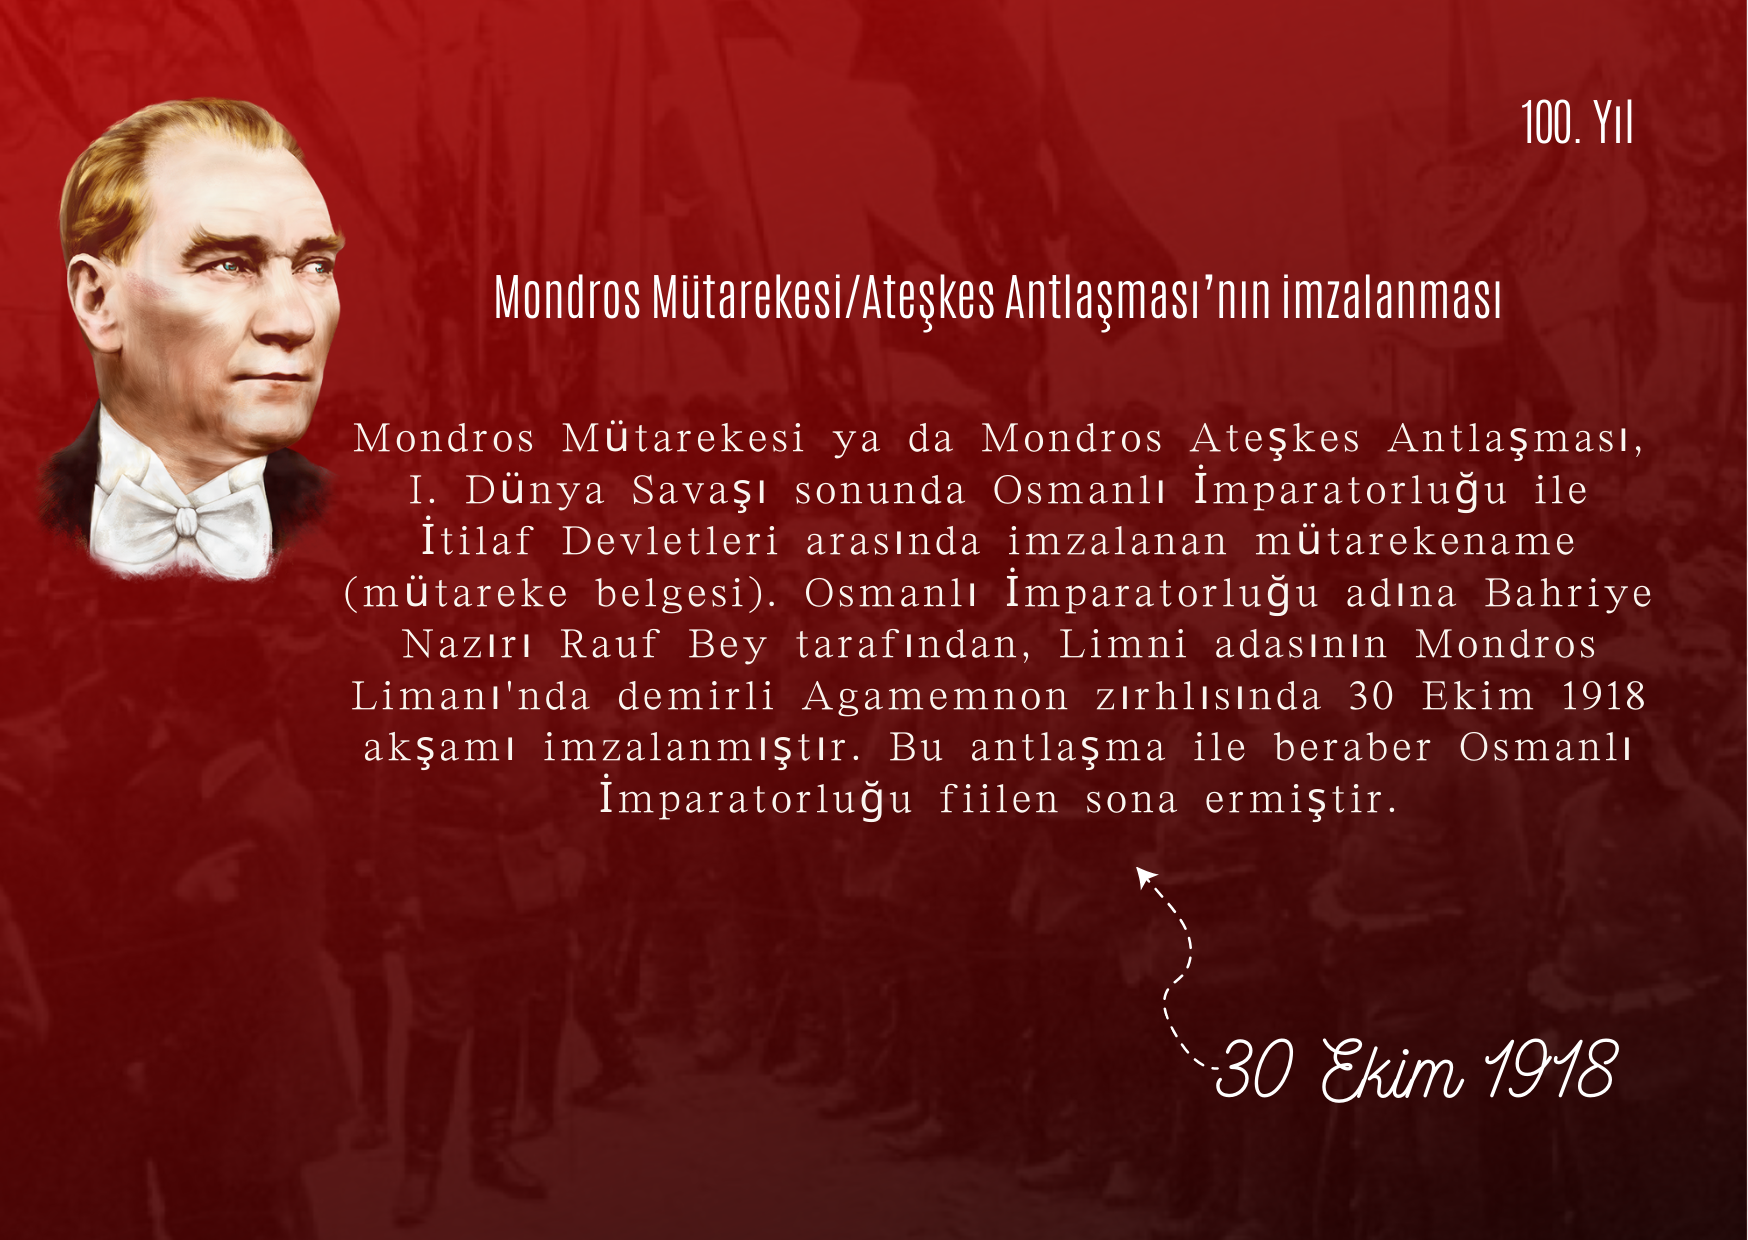 100. Yıl
Mondros Mütarekesi/Ateşkes Antlaşması’nın imzalanması
Mondros Mütarekesi ya da Mondros Ateşkes Antlaşması,
I. Dünya Savaşı sonunda Osmanlı İmparatorluğu ile
İtilaf Devletleri arasında imzalanan mütarekename
(mütareke belgesi). Osmanlı İmparatorluğu adına Bahriye
Nazırı Rauf Bey tarafından, Limni adasının Mondros
Limanı'nda demirli Agamemnon zırhlısında 30 Ekim 1918
akşamı imzalanmıştır. Bu antlaşma ile beraber Osmanlı
İmparatorluğu fiilen sona ermiştir.
30 Ekim 1918